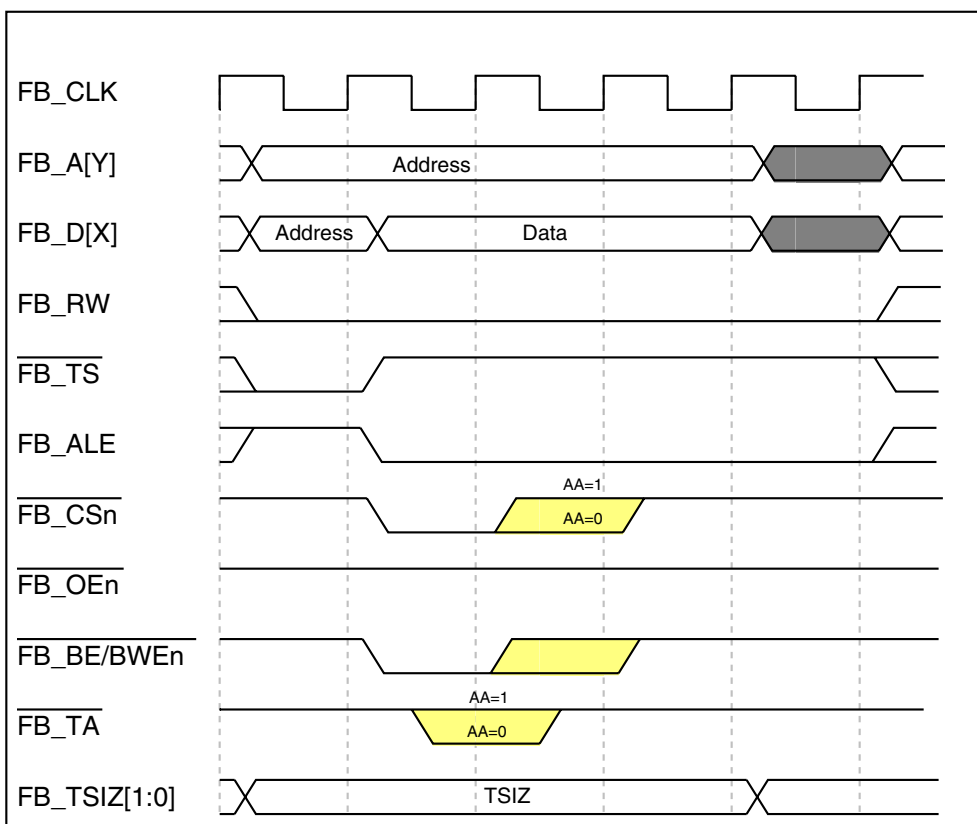 FB_CLK
FB_A[Y]
Address
FB_D[X]
Address
Data
FB_RW
FB_TS
FB_ALE
AA=1
FB_CSn
AA=0
FB_OEn
FB_BE/BWEn
AA=1
FB_TA
AA=0
FB_TSIZ[1:0]
TSIZ